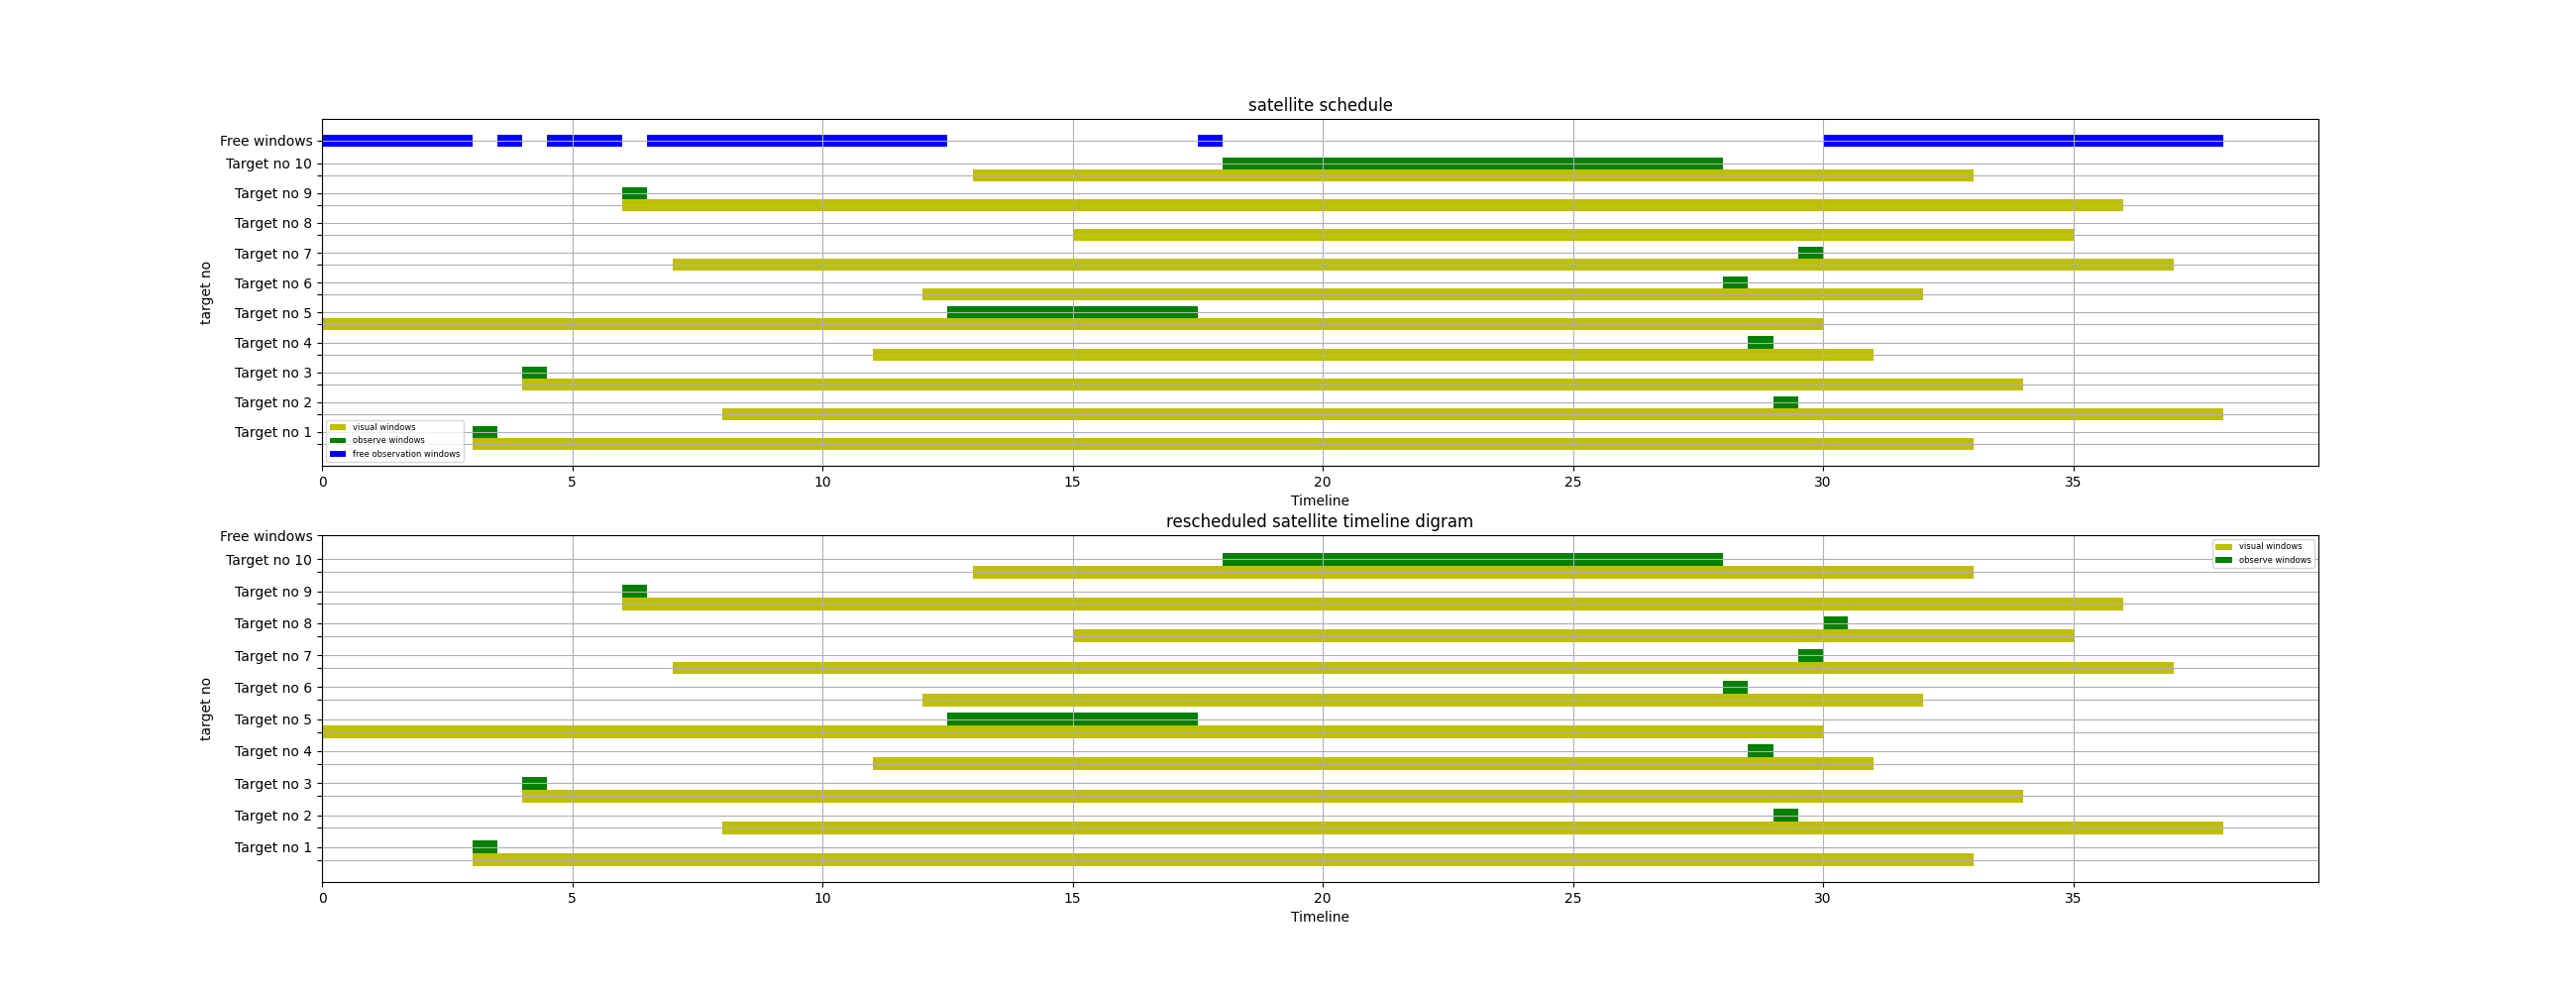 satellite schedule
Free windows
Target no 10
Target no 9
Target no 8
Target no 7
Target no 6
Target no 5
Target no 4
Target no 3
Target no 2
Target no 1
target no
visual windows
observe windows
free observation windows
0 5 10 15 20 25 30 35
Timeline
rescheduled satellite timeline digram
Free windows
Target no 10
Target no 9
Target no 8
Target no 7
Target no 6
Target no 5
Target no 4
Target no 3
Target no 2
Target no 1
target no
visual windows
observe windows
0 5 10 15 20 25 30 35
Timeline